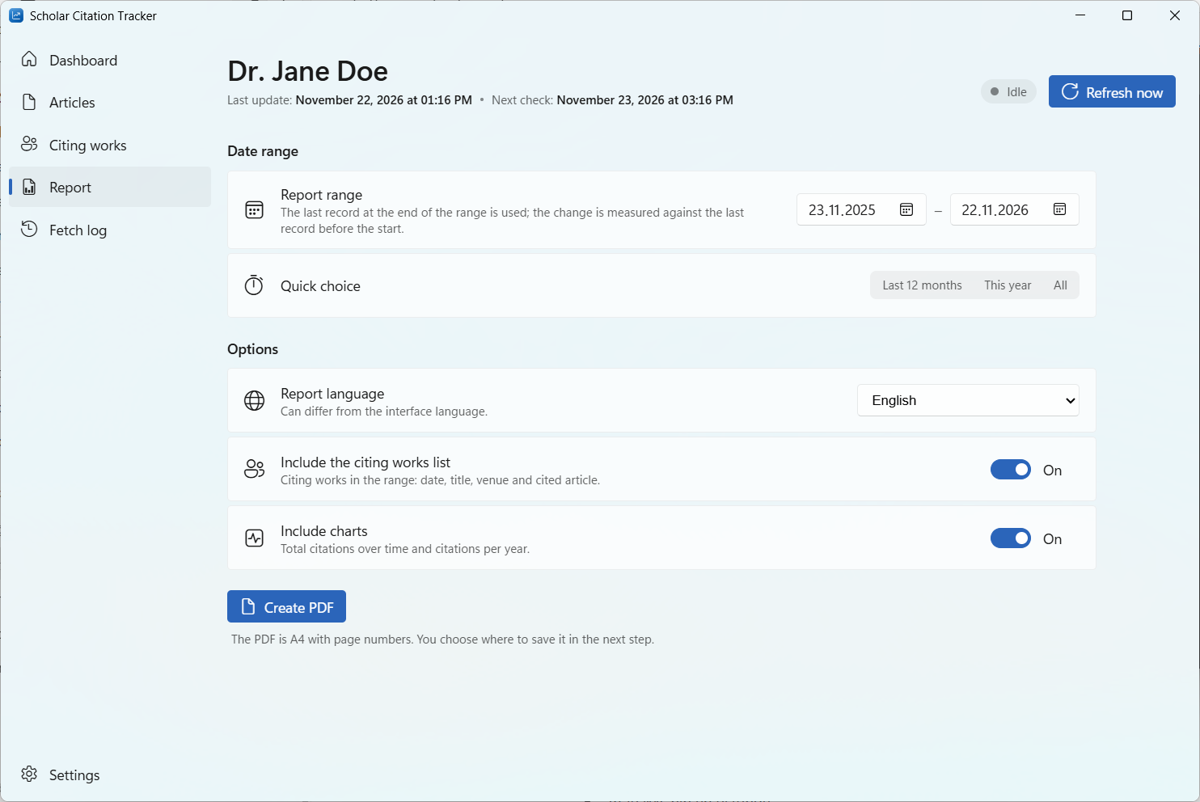 Scholar Citation Tracker
Dashboard
Articles
Citing works
Report
Fetch log
Settings
Dr. Jane Doe
Last update: November 22, 2026 at 01:16 PM • Next check: November 23, 2026 at 03:16 PM
Idle
Refresh now
Date range
Report range
The last record at the end of the range is used; the change is measured against the last
record before the start.
23.11.2025 – 22.11.2026
Quick choice
Last 12 months This year All
Options
Report language
Can differ from the interface language.
English
Include the citing works list
Citing works in the range: date, title, venue and cited article.
On
Include charts
Total citations over time and citations per year.
On
Create PDF
The PDF is A4 with page numbers. You choose where to save it in the next step.